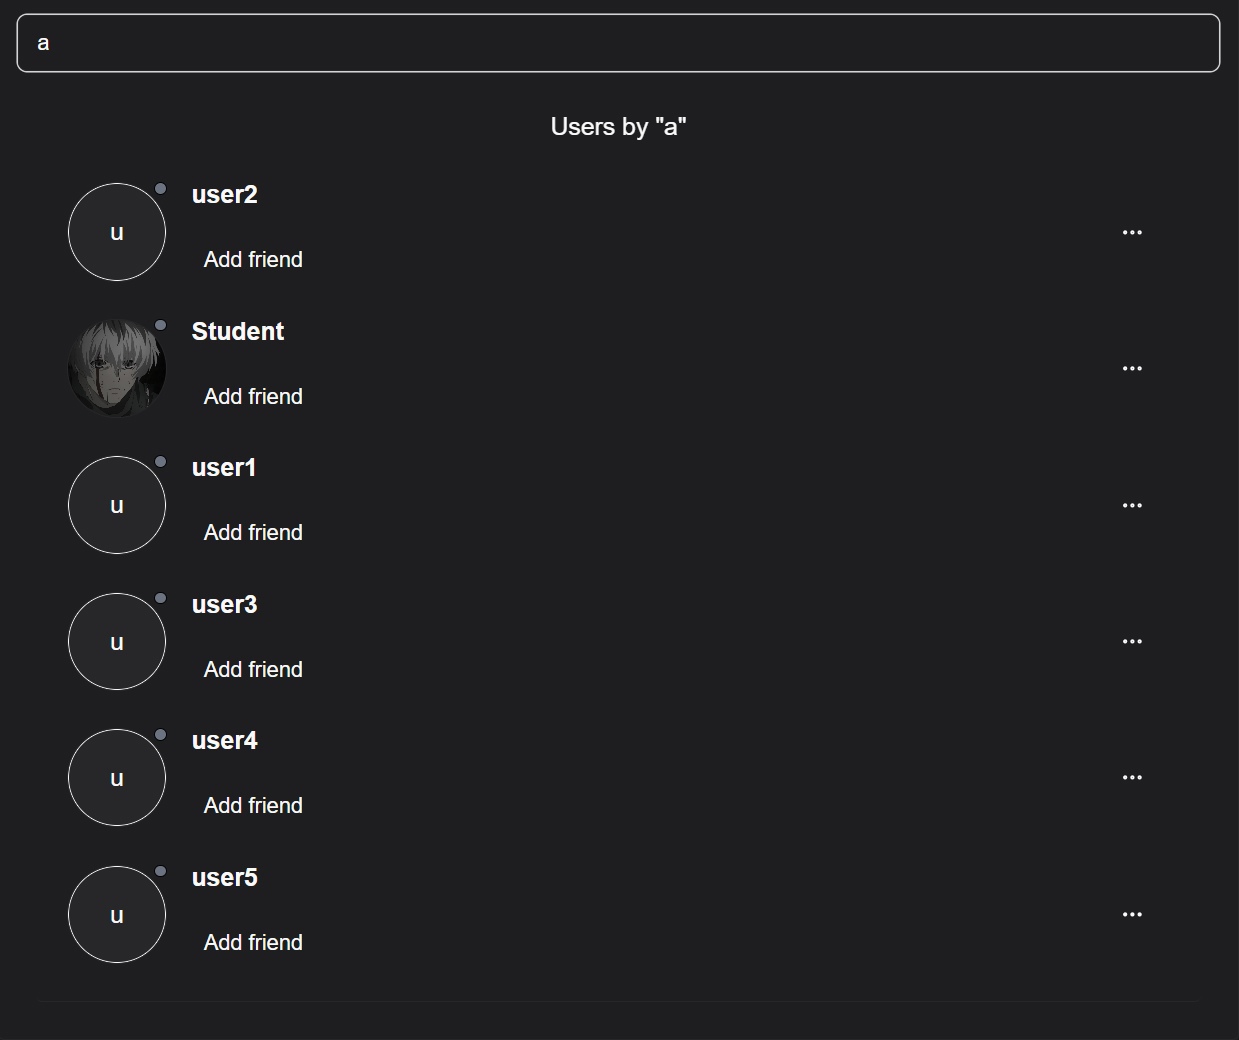 a
Users by "a"
u
user2
Add friend
Student
Add friend
u
user1
Add friend
u
user3
Add friend
u
user4
Add friend
u
user5
Add friend